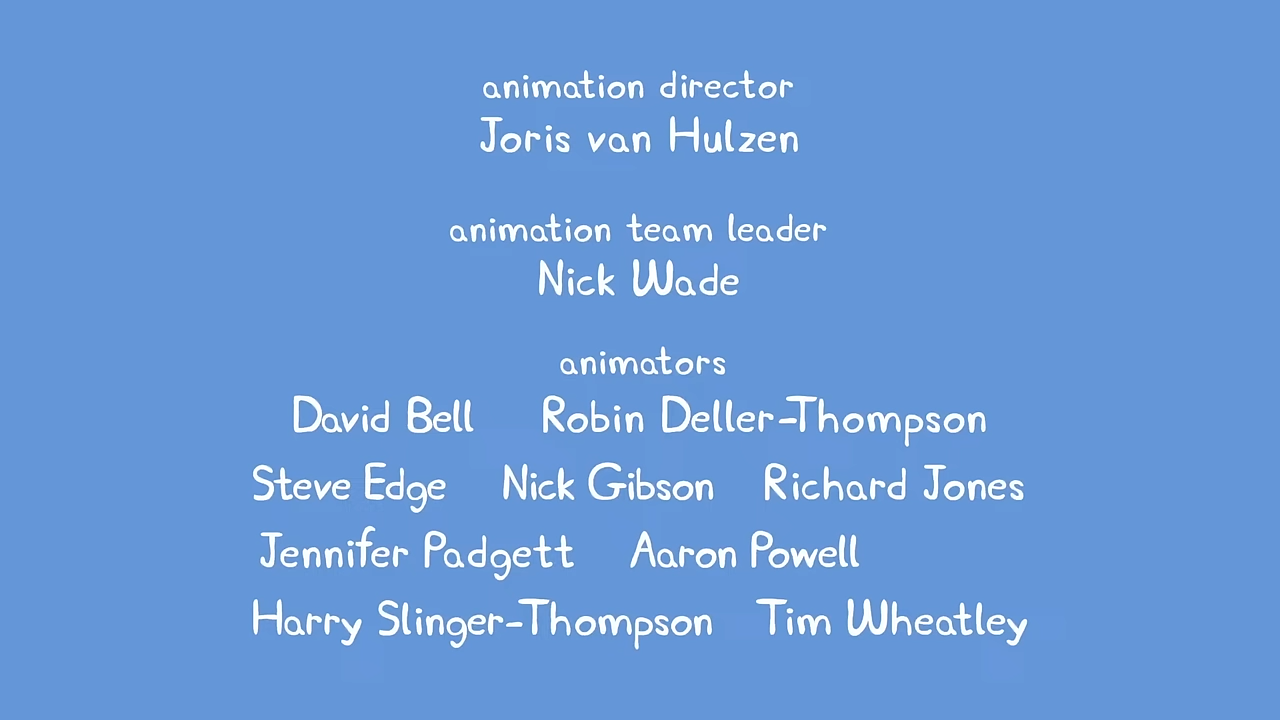 animation director
Joris van Hulzen
animation team leader
Nick Wade
animators
David Bell Robin Deller-Thompson
Steve Edge Nick Gibson Richard Jones
Jennifer Padgett Aaron Powell
Harry Slinger-Thompson Tim Wheatley